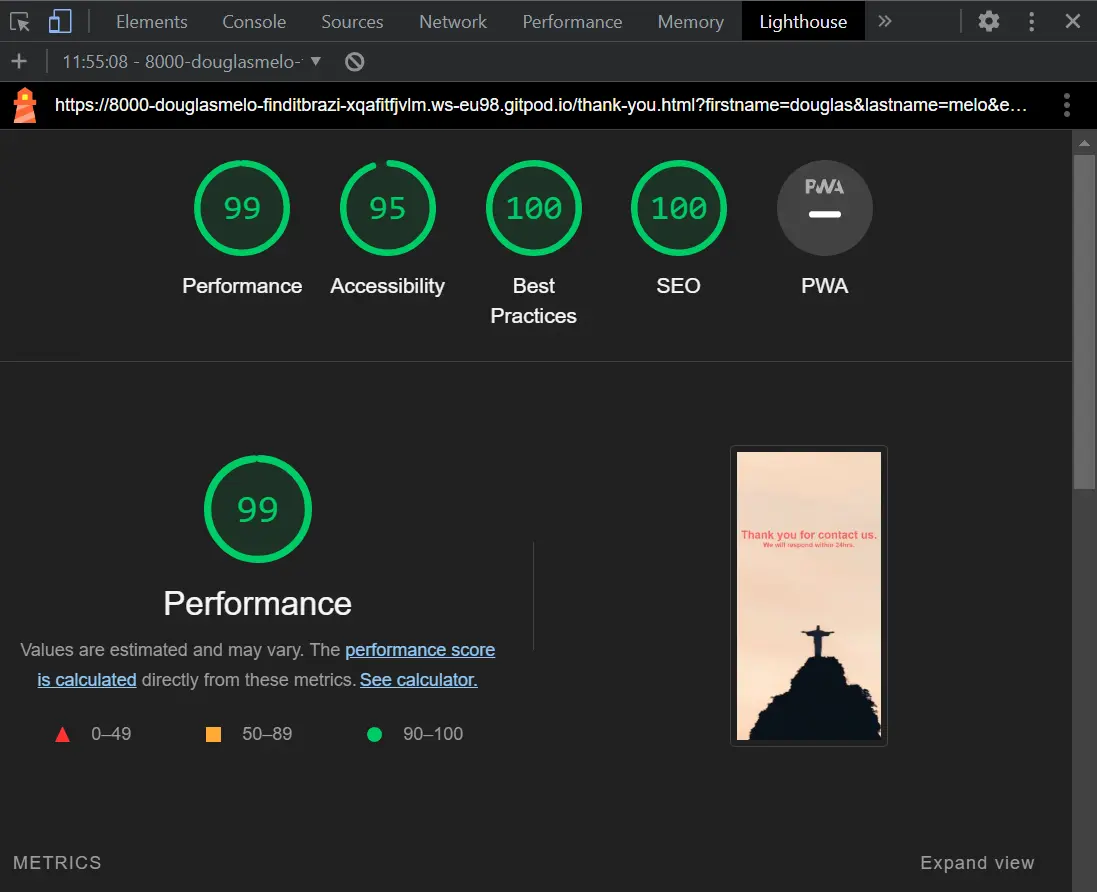 Elements Console Sources Network Performance Memory Lighthouse
11:55:08 - 8000-douglasmelo-
https://8000-douglasmelo-finditbrazi-xqafitfjvlm.ws-eu98.gitpod.io/thank-you.html?firstname=douglas&lastname=melo&e…
99 95 100 100 PWA
Performance Accessibility Best Practices SEO PWA
99
Performance
Values are estimated and may vary. The performance score
is calculated directly from these metrics. See calculator.
0–49 50–89 90–100
Thank you for contact us.
We will respond within 24hrs.
METRICS Expand view